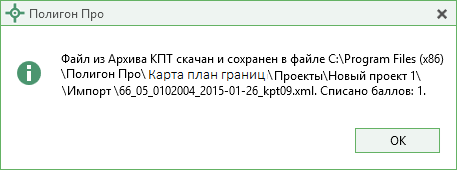 Полигон Про
Файл из Архива КПТ скачан и сохранен в файле C:\Program Files (x86)
\Полигон Про\ Карта план границ \Проекты\Новый проект 1\
\Импорт \66_05_0102004_2015-01-26_kpt09.xml. Списано баллов: 1.
OK